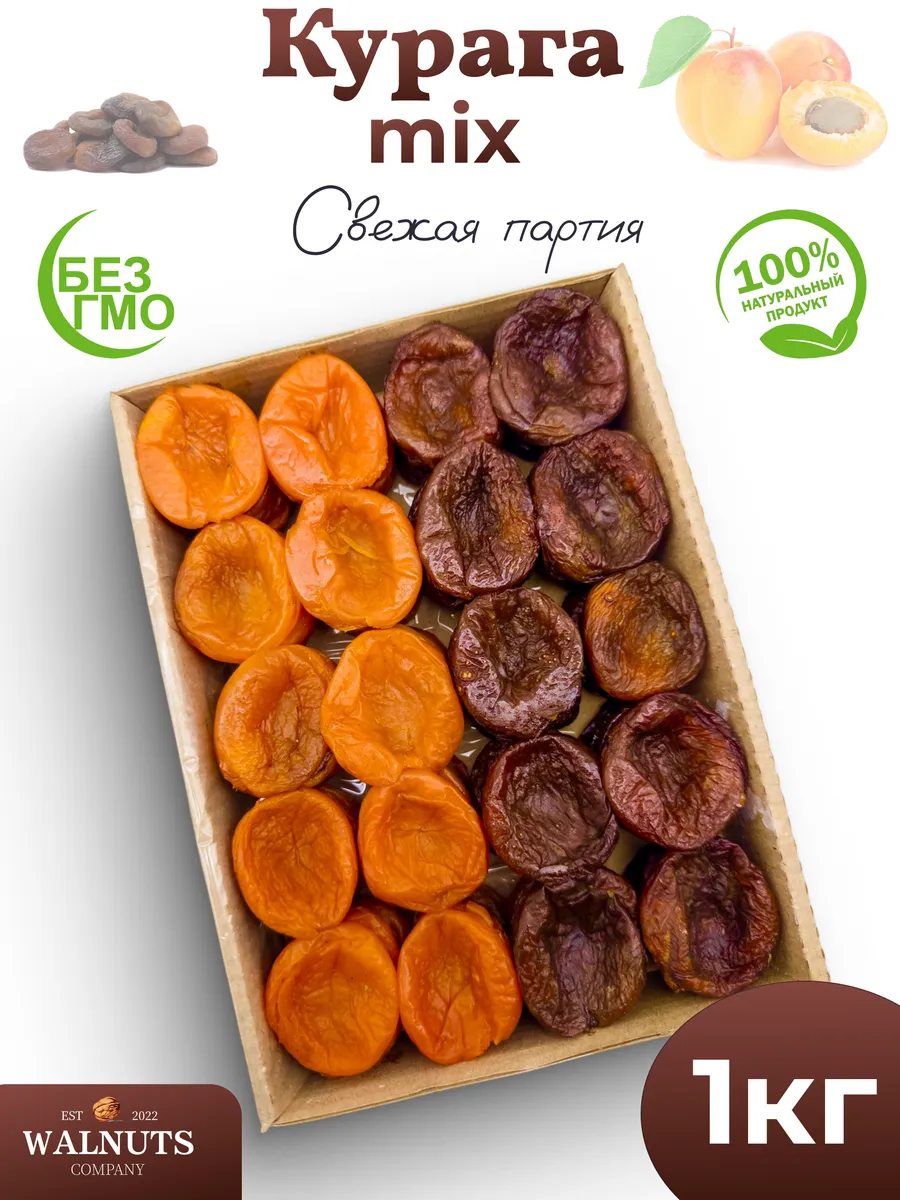 Курага
mix
Свежая партия
БЕЗ
ГМО
100%
НАТУРАЛЬНЫЙ
ПРОДУКТ
EST 2022
WALNUTS
COMPANY
1кг